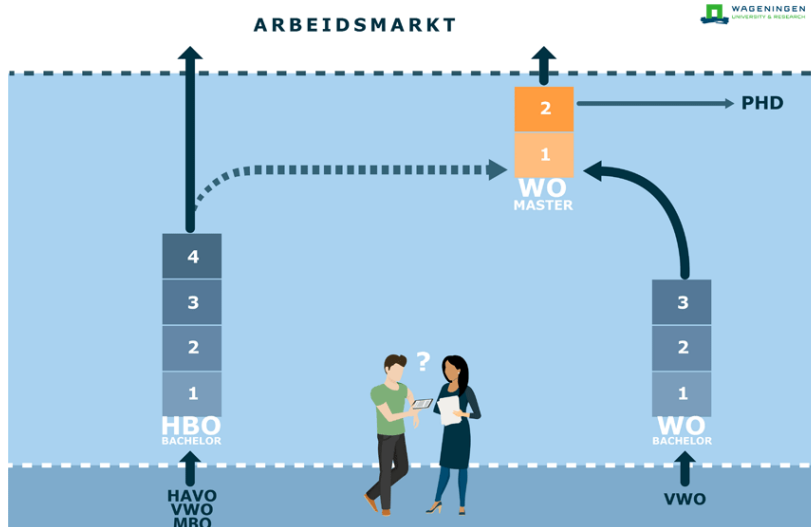 WAGENINGEN
UNIVERSITY & RESEARCH
ARBEIDSMARKT
2
PHD
1
WO
MASTER
4
3
2
1
HBO
BACHELOR
?
3
2
1
WO
BACHELOR
HAVO
VWO
MBO
VWO